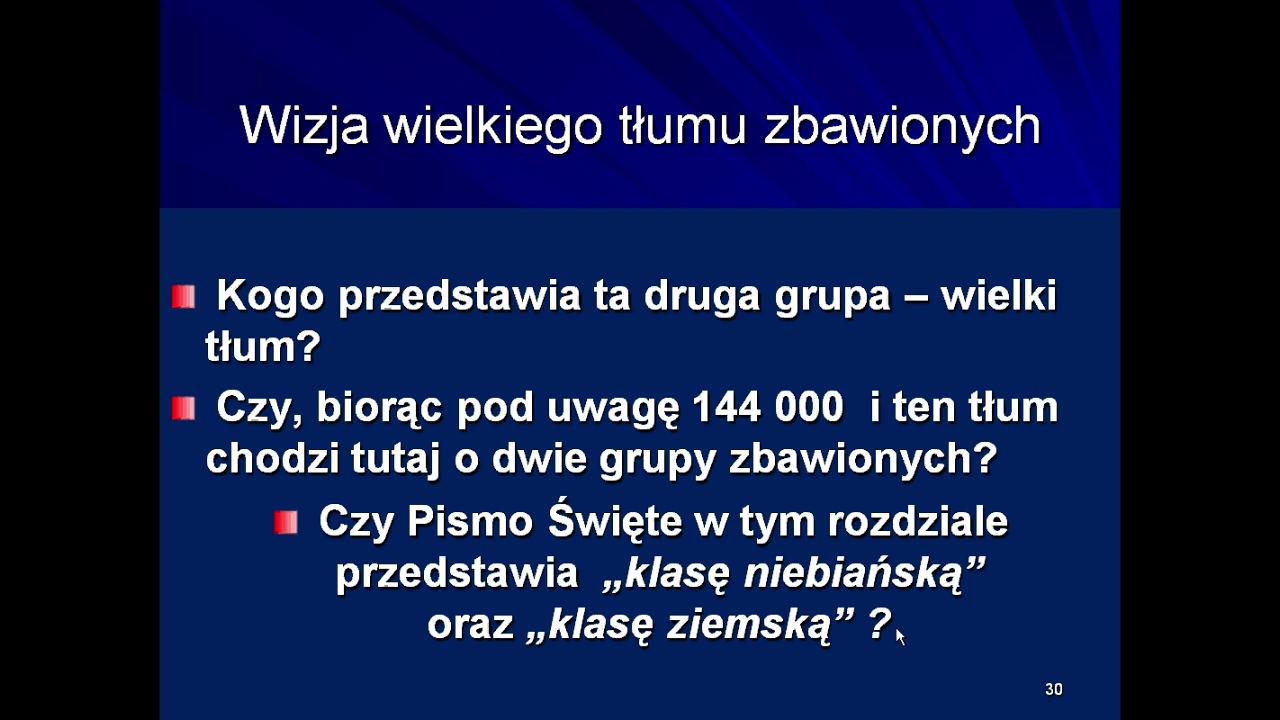 Wizja wielkiego tłumu zbawionych
Kogo przedstawia ta druga grupa – wielki
tłum?
Czy, biorąc pod uwagę 144 000 i ten tłum
chodzi tutaj o dwie grupy zbawionych?
Czy Pismo Święte w tym rozdziale
przedstawia „klasę niebiańską”
oraz „klasę ziemską” ?
30